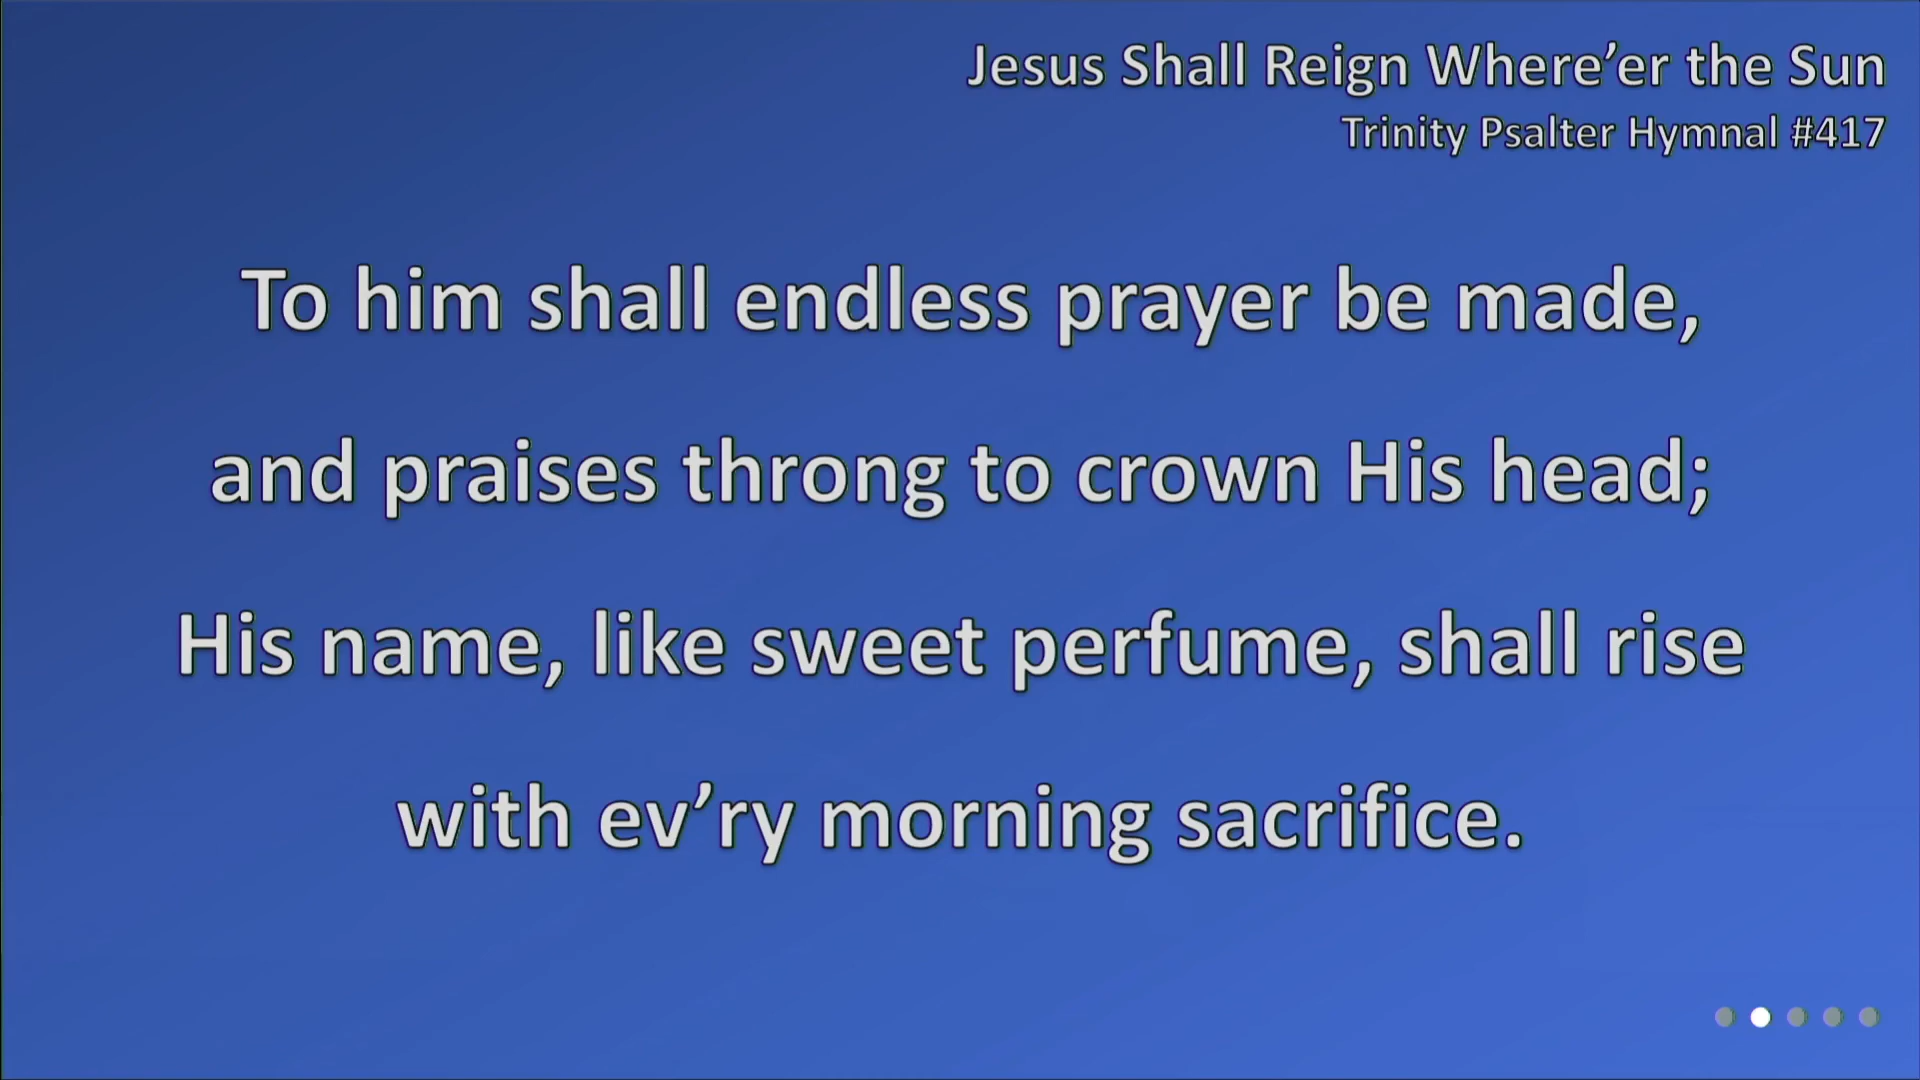 Jesus Shall Reign Where’er the Sun
Trinity Psalter Hymnal #417
To him shall endless prayer be made,
and praises throng to crown His head;
His name, like sweet perfume, shall rise
with ev’ry morning sacrifice.